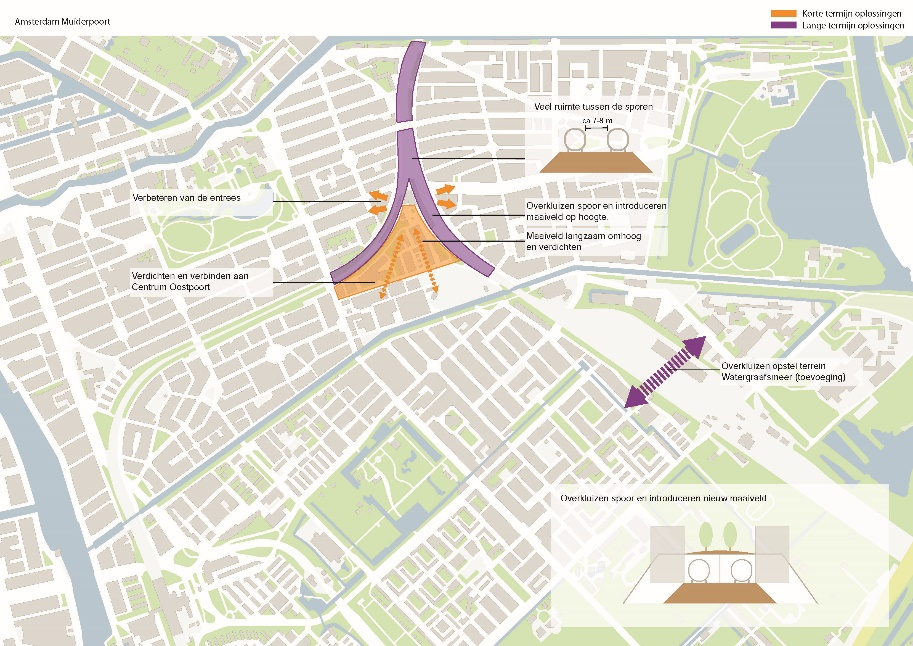 Amsterdam Muiderpoort
Korte termijn oplossingen
Lange termijn oplossingen
Veel ruimte tussen de sporen
ca 7-8 m
Verbeteren van de entrees
Overkluizen spoor en introduceren
maaiveld op hoogte.
Maaiveld langzaam omhoog
en verdichten
Verdichten en verbinden aan
Centrum Oostpoort
Overkluizen opstel terrein
Watergraafsmeer (toevoeging)
Overkluizen spoor en introduceren nieuw maaiveld